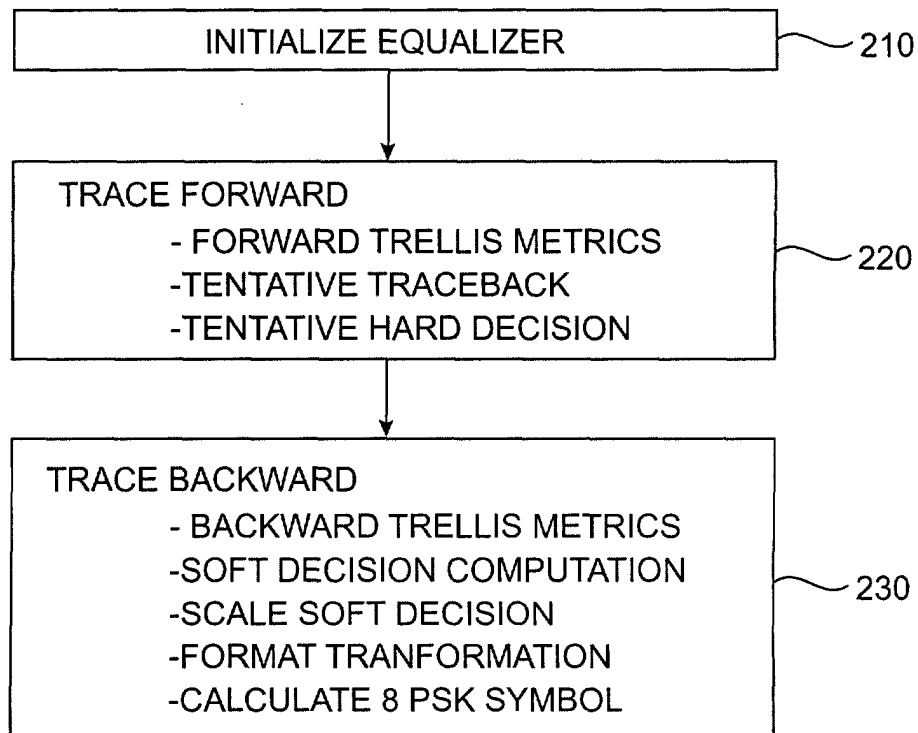 INITIALIZE EQUALIZER
210
TRACE FORWARD
- FORWARD TRELLIS METRICS
-TENTATIVE TRACEBACK
-TENTATIVE HARD DECISION
220
TRACE BACKWARD
- BACKWARD TRELLIS METRICS
-SOFT DECISION COMPUTATION
-SCALE SOFT DECISION
-FORMAT TRANFORMATION
-CALCULATE 8 PSK SYMBOL
230